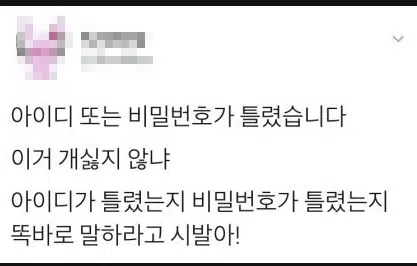 아이디 또는 비밀번호가 틀렸습니다
이거 개싫지 않냐
아이디가 틀렸는지 비밀번호가 틀렸는지
똑바로 말하라고 시발아!